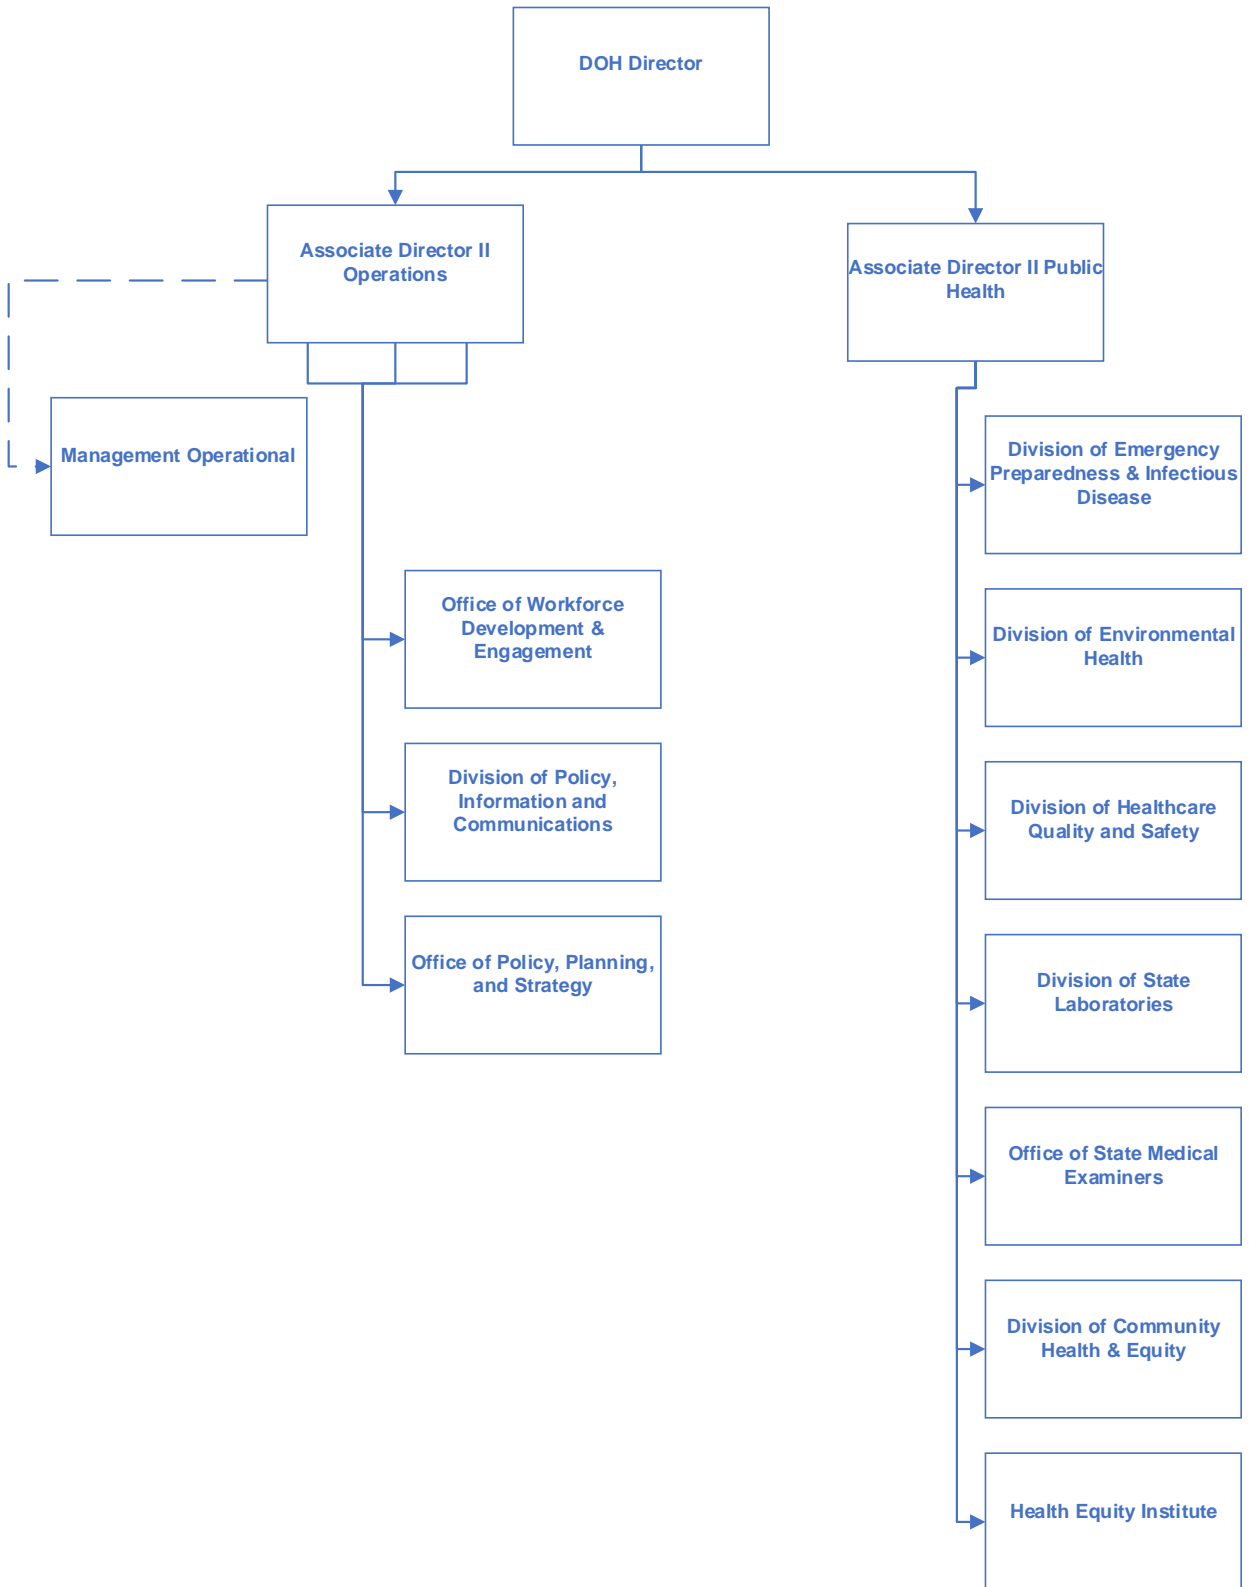 DOH Director
Associate Director II
Operations
Associate Director II Public
Health
Management Operational
Office of Workforce
Development &
Engagement
Division of Policy,
Information and
Communications
Office of Policy, Planning,
and Strategy
Division of Emergency
Preparedness & Infectious
Disease
Division of Environmental
Health
Division of Healthcare
Quality and Safety
Division of State
Laboratories
Office of State Medical
Examiners
Division of Community
Health & Equity
Health Equity Institute